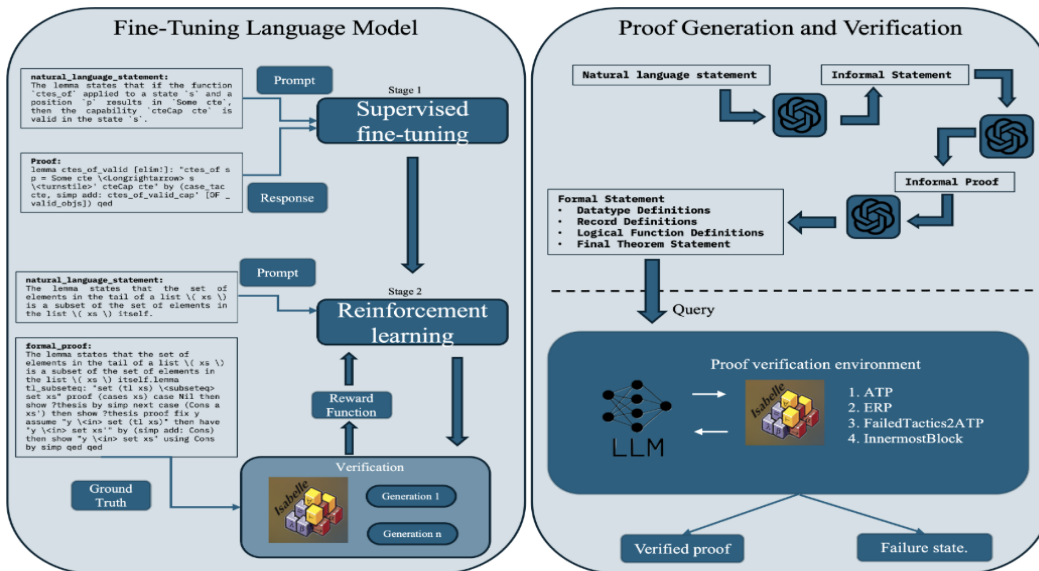 Fine-Tuning Language Model
natural_language_statement:
The lemma states that if the function
`ctes_of` applied to a state `s` and a
position `p` results in `Some cte`,
then the capability `cteCap cte` is
valid in the state `s`.
Prompt
Stage 1
Supervised
fine-tuning
Proof:
lemma ctes_of_valid [elim!]: "ctes_of s
p = Some cte \<Longrightarrow> s
\<turnstile>' cteCap cte" by (case_tac
cte, simp add: ctes_of_valid_cap' [OF _
valid_objs]) qed
Response
natural_language_statement:
The lemma states that the set of
elements in the tail of a list \( xs \)
is a subset of the set of elements in
the list \( xs \) itself.
Prompt
Stage 2
Reinforcement
learning
formal_proof:
The lemma states that the set of
elements in the tail of a list \( xs \)
is a subset of the set of elements in
the list \( xs \) itself.lemma
tl_subseteq: "set (tl xs) \<subseteq>
set xs" proof (cases xs) case Nil then
show ?thesis by simp next case (Cons a
xs') then show ?thesis proof fix y
assume "y \<in> set (tl xs)" then have
"y \<in> set xs'" by (simp add: Cons)
then show "y \<in> set xs" using Cons
by simp qed qed
Reward
Function
Ground
Truth
Verification
Isabelle
Generation 1
Generation n
Proof Generation and Verification
Natural language statement
Informal Statement
Informal Proof
Formal Statement
• Datatype Definitions
• Record Definitions
• Logical Function Definitions
• Final Theorem Statement
Query
Proof verification environment
LLM
Isabelle
1. ATP
2. ERP
3. FailedTactics2ATP
4. InnermostBlock
Verified proof
Failure state.